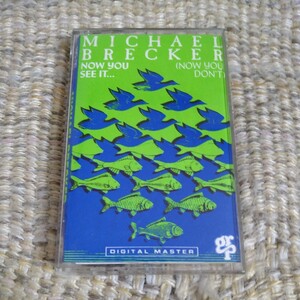 MICHAEL
BRECKER
NOW YOU (NOW YOU
SEE IT... DON'T)
DIGITAL MASTER
GRP